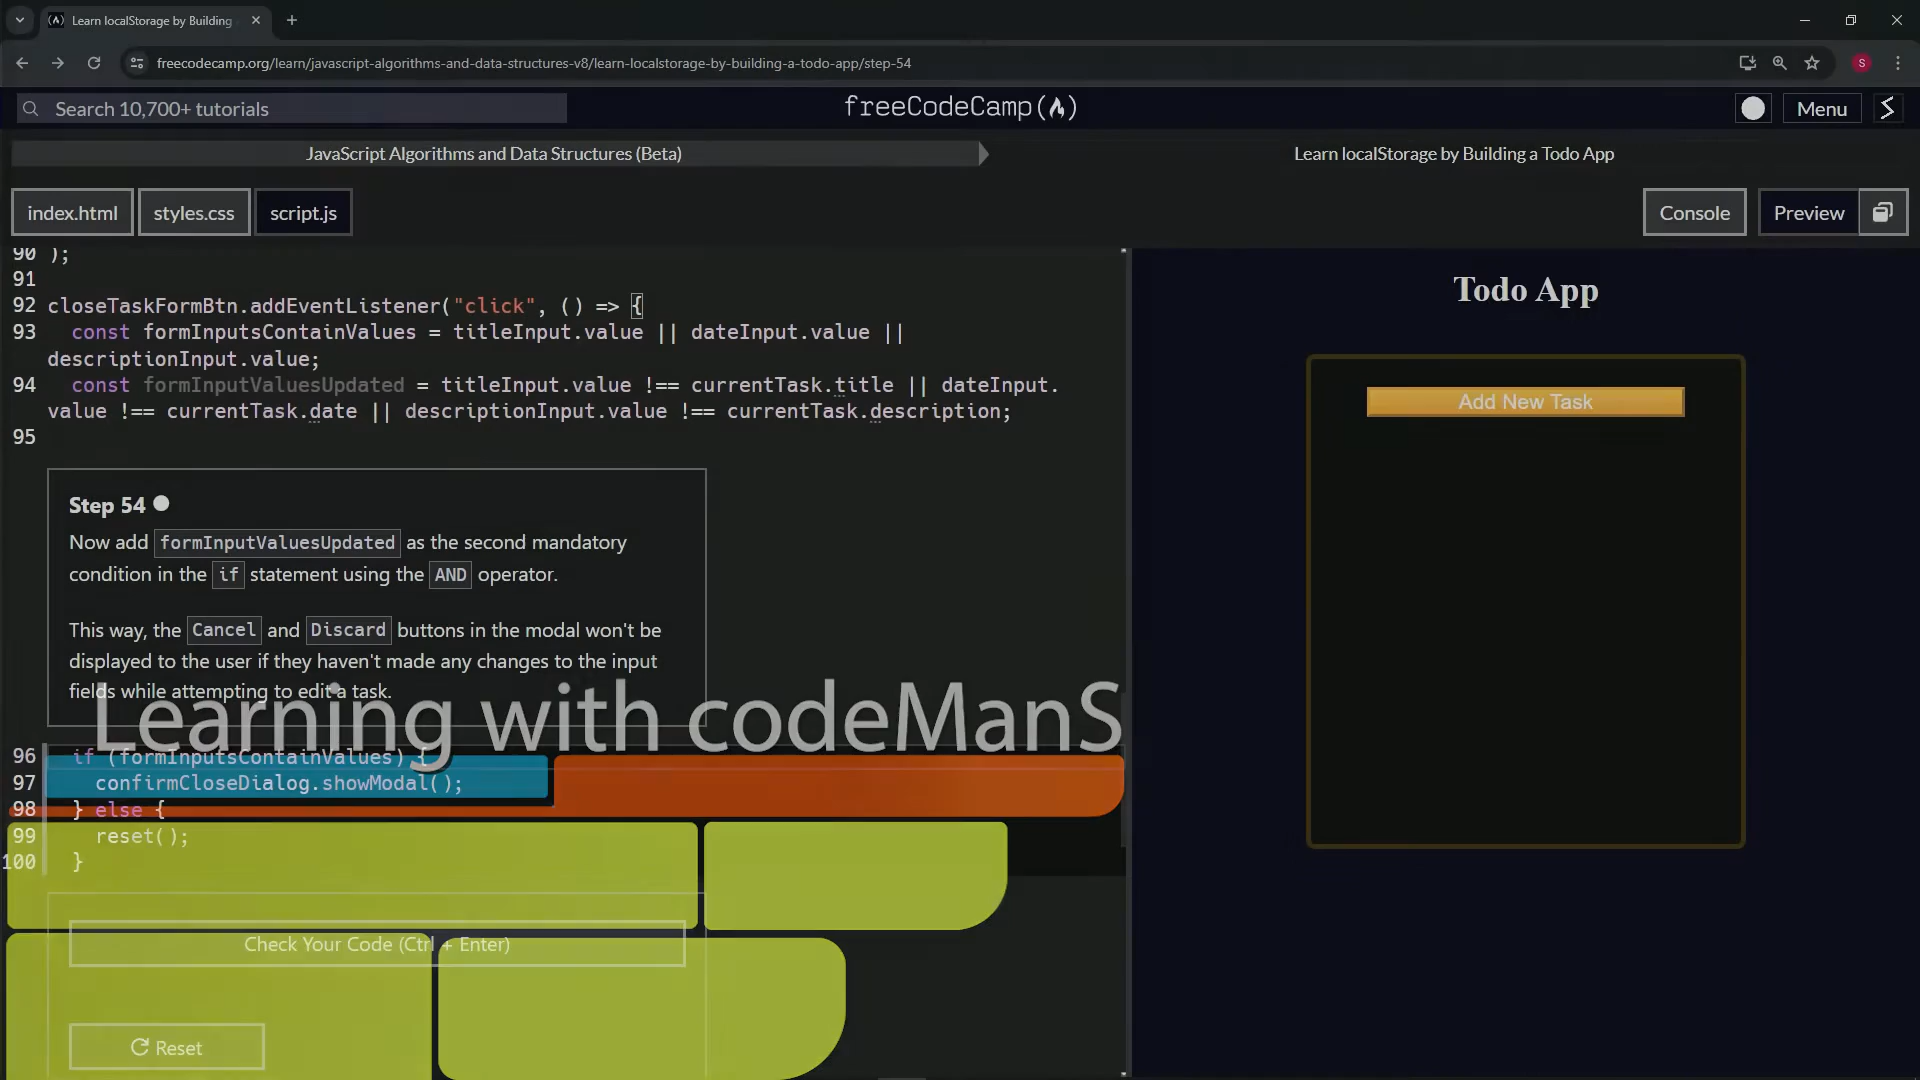 Learn localStorage by Building
freecodecamp.org/learn/javascript-algorithms-and-data-structures-v8/learn-localstorage-by-building-a-todo-app/step-54
S
Search 10,700+ tutorials
freeCodeCamp(🔥)
Menu
JavaScript Algorithms and Data Structures (Beta)
Learn localStorage by Building a Todo App
index.html
styles.css
script.js
Console
Preview
90 );
91
92 closeTaskFormBtn.addEventListener("click", () => {
93 const formInputsContainValues = titleInput.value || dateInput.value ||
descriptionInput.value;
94 const formInputValuesUpdated = titleInput.value !== currentTask.title || dateInput.
value !== currentTask.date || descriptionInput.value !== currentTask.description;
95
Step 54
Now add formInputValuesUpdated as the second mandatory
condition in the if statement using the AND operator.
This way, the Cancel and Discard buttons in the modal won't be
displayed to the user if they haven't made any changes to the input
fields while attempting to edit a task.
Learning with codeManS
96 if (formInputsContainValues) {
97 confirmCloseDialog.showModal();
98 } else {
99 reset();
100 }
Check Your Code (Ctrl + Enter)
Reset
Todo App
Add New Task